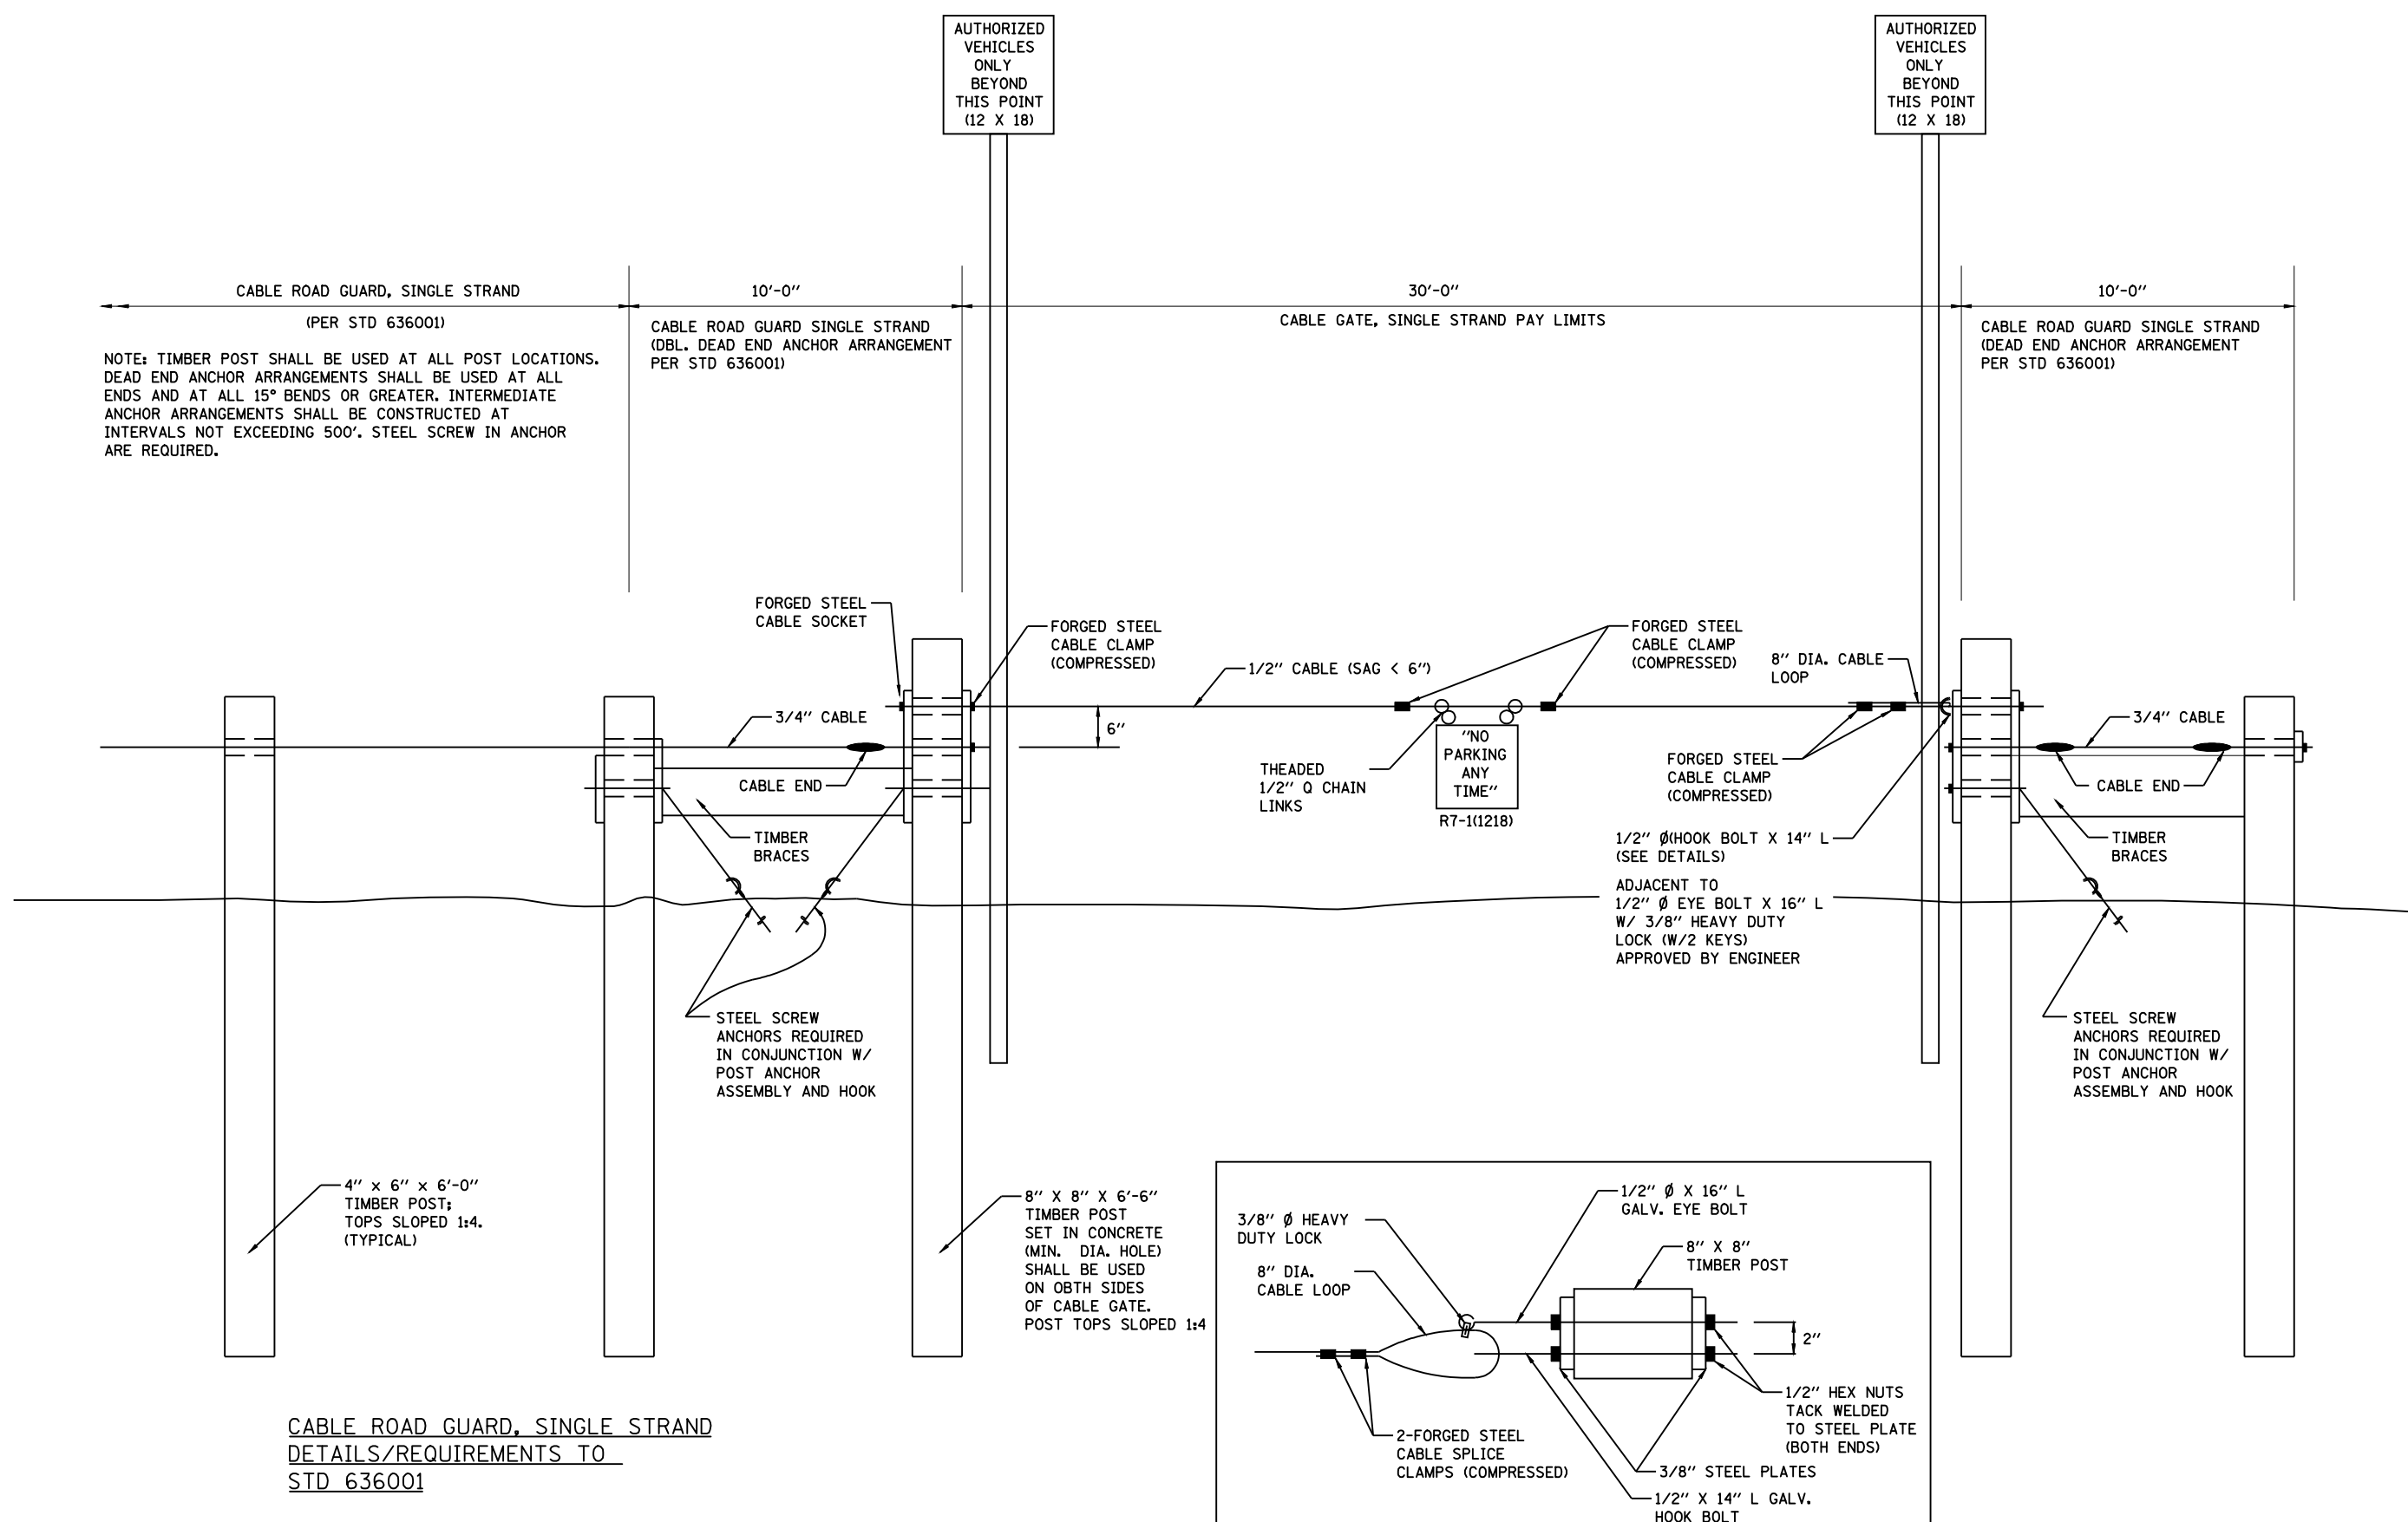 AUTHORIZED
VEHICLES
ONLY
BEYOND
THIS POINT
(12 X 18)
AUTHORIZED
VEHICLES
ONLY
BEYOND
THIS POINT
(12 X 18)
CABLE ROAD GUARD, SINGLE STRAND
(PER STD 636001)
NOTE: TIMBER POST SHALL BE USED AT ALL POST LOCATIONS.
DEAD END ANCHOR ARRANGEMENTS SHALL BE USED AT ALL
ENDS AND AT ALL 15° BENDS OR GREATER. INTERMEDIATE
ANCHOR ARRANGEMENTS SHALL BE CONSTRUCTED AT
INTERVALS NOT EXCEEDING 500'. STEEL SCREW IN ANCHOR
ARE REQUIRED.
10'-0"
CABLE ROAD GUARD SINGLE STRAND
(DBL. DEAD END ANCHOR ARRANGEMENT
PER STD 636001)
30'-0"
CABLE GATE, SINGLE STRAND PAY LIMITS
10'-0"
CABLE ROAD GUARD SINGLE STRAND
(DEAD END ANCHOR ARRANGEMENT
PER STD 636001)
FORGED STEEL
CABLE SOCKET
FORGED STEEL
CABLE CLAMP
(COMPRESSED)
1/2" CABLE (SAG < 6")
FORGED STEEL
CABLE CLAMP
(COMPRESSED)
8" DIA. CABLE
LOOP
3/4" CABLE
6"
3/4" CABLE
CABLE END
"NO
PARKING
ANY
TIME"
R7-1(1218)
THEADED
1/2" Q CHAIN
LINKS
FORGED STEEL
CABLE CLAMP
(COMPRESSED)
CABLE END
TIMBER
BRACES
1/2" Ø(HOOK BOLT X 14" L
(SEE DETAILS)
TIMBER
BRACES
ADJACENT TO
1/2" Ø EYE BOLT X 16" L
W/ 3/8" HEAVY DUTY
LOCK (W/2 KEYS)
APPROVED BY ENGINEER
STEEL SCREW
ANCHORS REQUIRED
IN CONJUNCTION W/
POST ANCHOR
ASSEMBLY AND HOOK
STEEL SCREW
ANCHORS REQUIRED
IN CONJUNCTION W/
POST ANCHOR
ASSEMBLY AND HOOK
4" x 6" x 6'-0"
TIMBER POST;
TOPS SLOPED 1:4.
(TYPICAL)
8" X 8" X 6'-6"
TIMBER POST
SET IN CONCRETE
(MIN. DIA. HOLE)
SHALL BE USED
ON OBTH SIDES
OF CABLE GATE.
POST TOPS SLOPED 1:4
1/2" Ø X 16" L
GALV. EYE BOLT
3/8" Ø HEAVY
DUTY LOCK
8" X 8"
TIMBER POST
8" DIA.
CABLE LOOP
2"
1/2" HEX NUTS
TACK WELDED
TO STEEL PLATE
(BOTH ENDS)
2-FORGED STEEL
CABLE SPLICE
CLAMPS (COMPRESSED)
3/8" STEEL PLATES
1/2" X 14" L GALV.
HOOK BOLT
CABLE ROAD GUARD, SINGLE STRAND
DETAILS/REQUIREMENTS TO
STD 636001